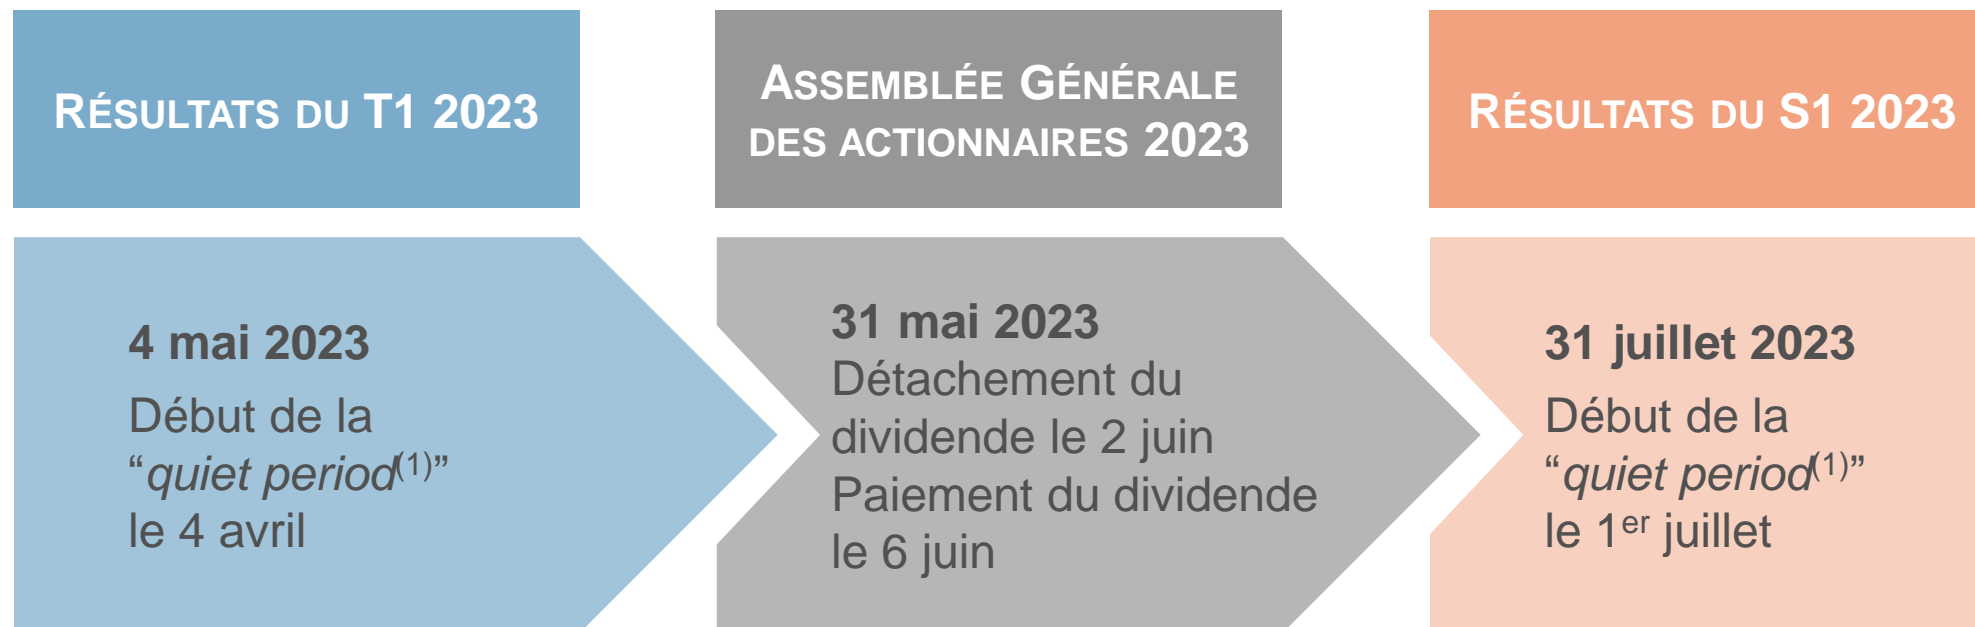 RÉSULTATS DU T1 2023
ASSEMBLÉE GÉNÉRALE
DES ACTIONNAIRES 2023
RÉSULTATS DU S1 2023
4 mai 2023
Début de la
“quiet period(1)”
le 4 avril
31 mai 2023
Détachement du
dividende le 2 juin
Paiement du dividende
le 6 juin
31 juillet 2023
Début de la
“quiet period(1)”
le 1er juillet